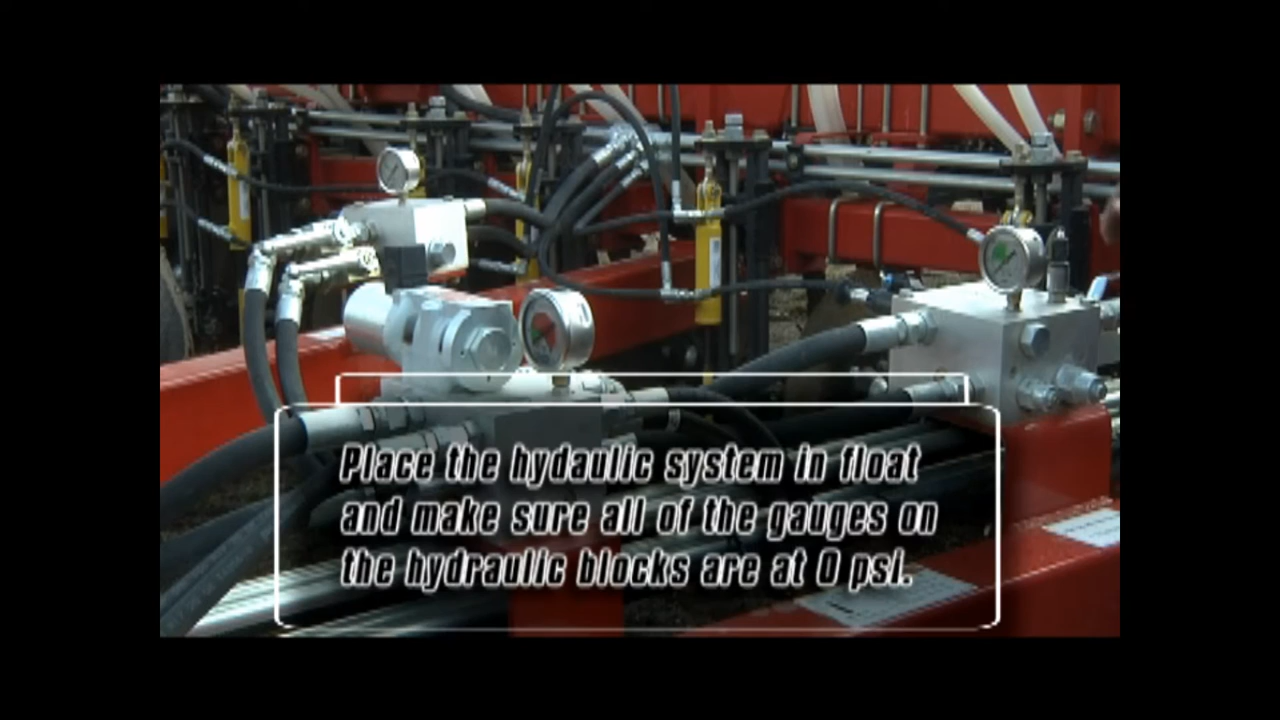 Place the hydaulic system in float
and make sure all of the gauges on
the hydraulic blocks are at 0 psi.